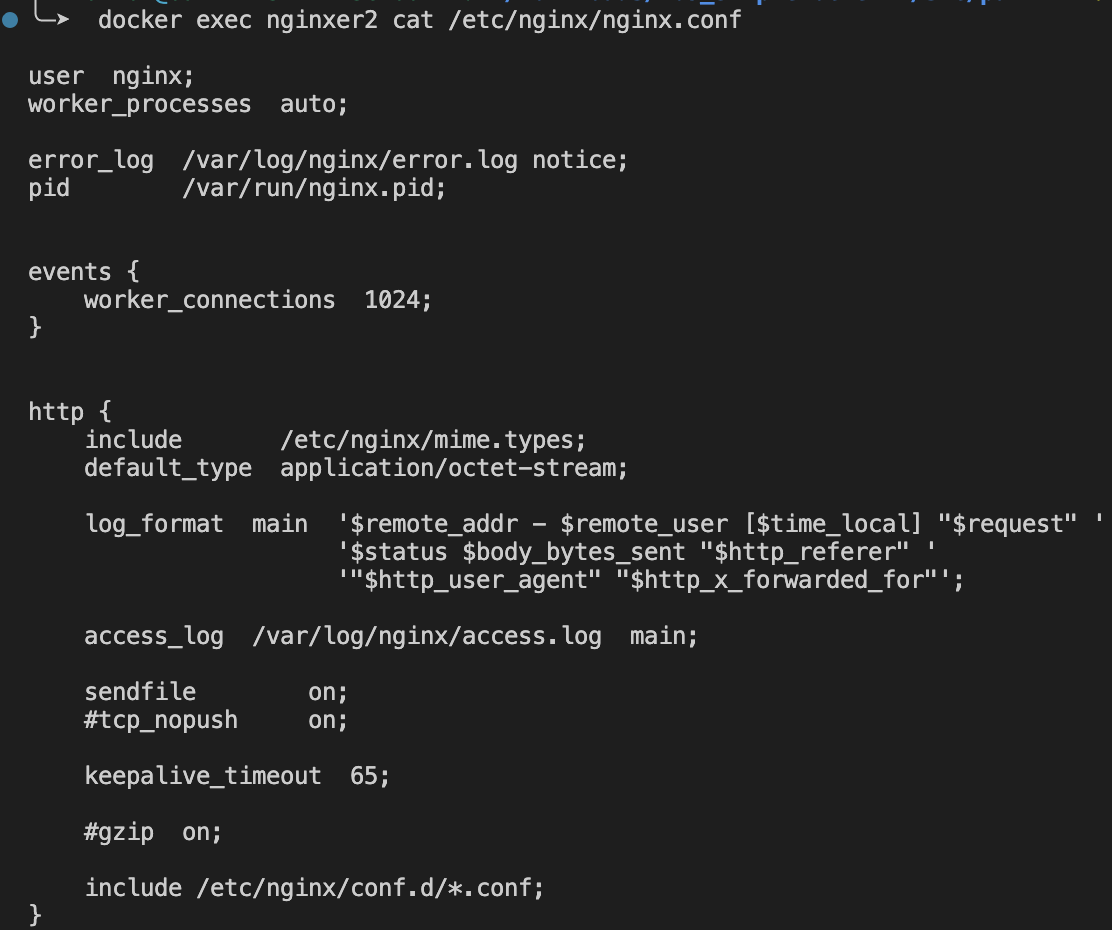 docker exec nginxer2 cat /etc/nginx/nginx.conf
user  nginx;
worker_processes  auto;
error_log  /var/log/nginx/error.log notice;
pid        /var/run/nginx.pid;
events {
    worker_connections  1024;
}
http {
    include       /etc/nginx/mime.types;
    default_type  application/octet-stream;
    log_format  main  '$remote_addr - $remote_user [$time_local] "$request" '
                      '$status $body_bytes_sent "$http_referer" '
                      '"$http_user_agent" "$http_x_forwarded_for"';
    access_log  /var/log/nginx/access.log  main;
    sendfile        on;
    #tcp_nopush     on;
    keepalive_timeout  65;
    #gzip  on;
    include /etc/nginx/conf.d/*.conf;
}